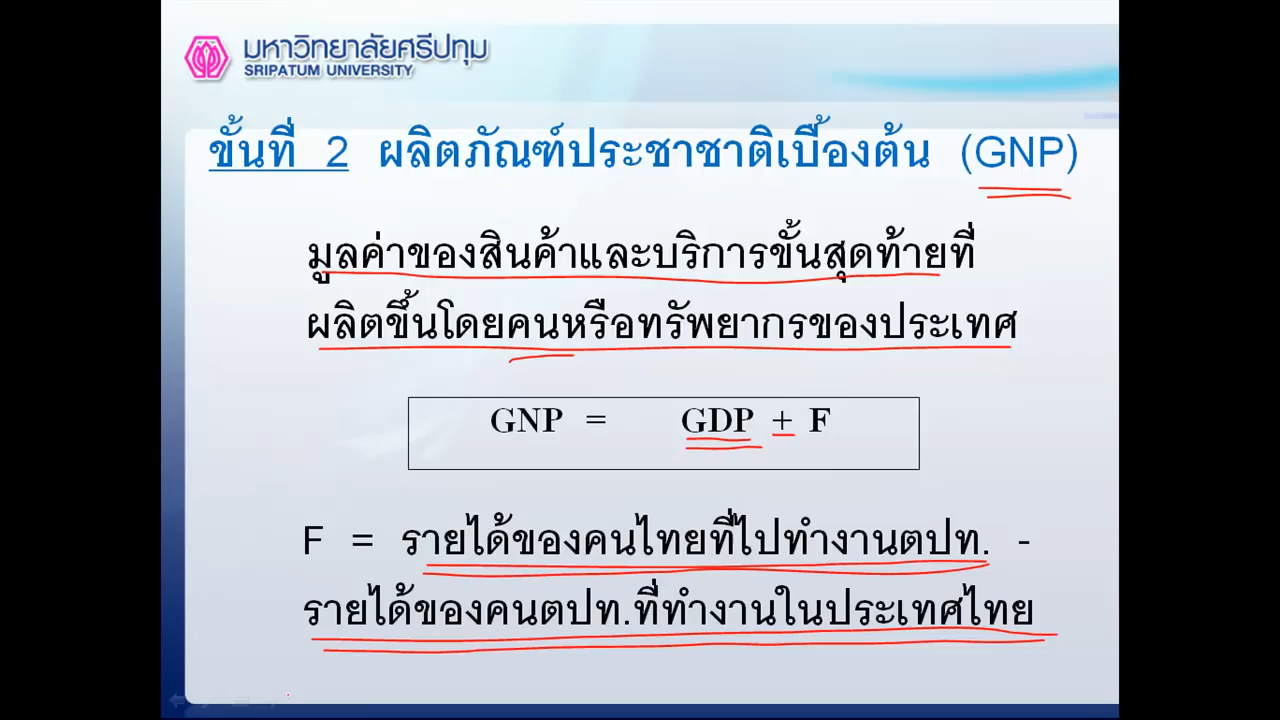 มหาวิทยาลัยศรีปทุม
SRIPATUM UNIVERSITY
ขั้นที่ 2 ผลิตภัณฑ์ประชาชาติเบื้องต้น (GNP)
มูลค่าของสินค้าและบริการขั้นสุดท้ายที่
ผลิตขึ้นโดยคนหรือทรัพยากรของประเทศ
GNP = GDP + F
F = รายได้ของคนไทยที่ไปทำงานตปท. -
รายได้ของคนตปท.ที่ทำงานในประเทศไทย